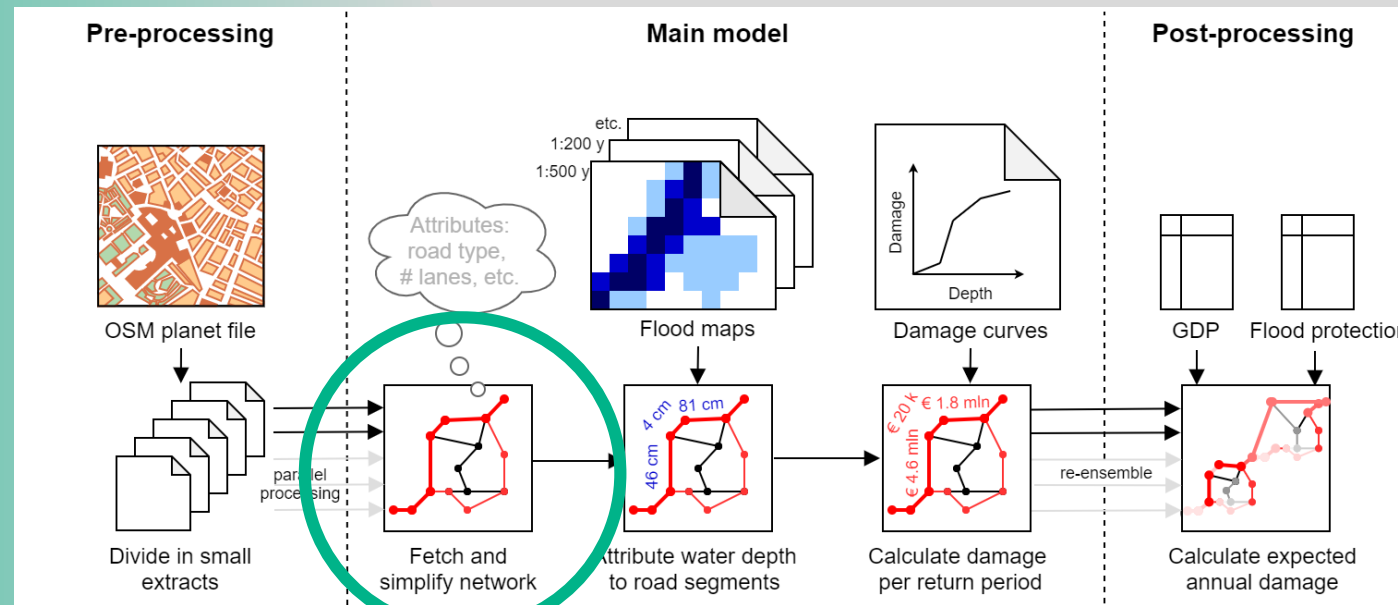 Pre-processing
Main model
Post-processing
etc.
1:200 y
1:500 y
Attributes:
road type,
# lanes, etc.
Damage
Depth
OSM planet file
Flood maps
Damage curves
GDP
Flood protection
parallel
processing
4 cm
81 cm
46 cm
€ 20 k
€ 1.8 mln
€ 4.6 mln
re-ensemble
Divide in small
extracts
Fetch and
simplify network
Attribute water depth
to road segments
Calculate damage
per return period
Calculate expected
annual damage